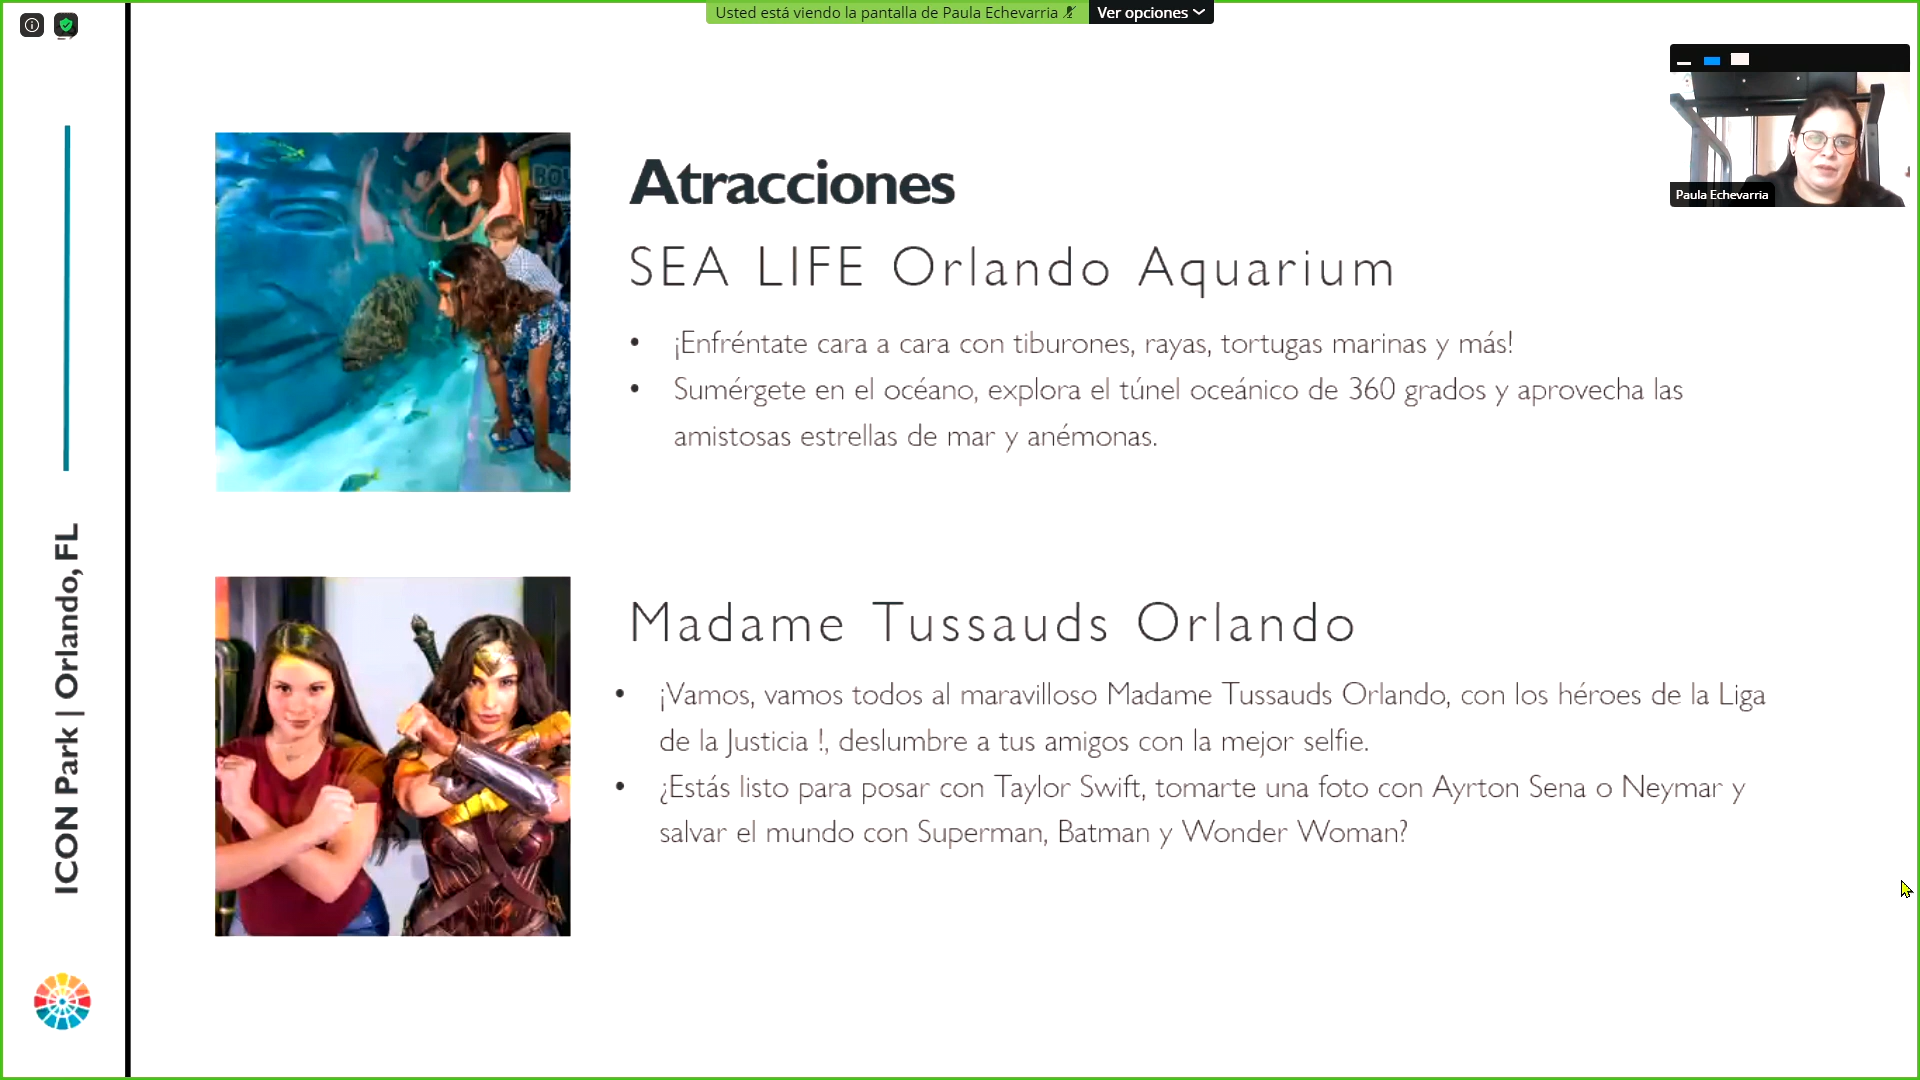 Usted está viendo la pantalla de Paula Echevarria
Ver opciones
Paula Echevarria
Atracciones
SEA LIFE Orlando Aquarium
• ¡Enfréntate cara a cara con tiburones, rayas, tortugas marinas y más!
• Sumérgete en el océano, explora el túnel oceánico de 360 grados y aprovecha las
amistosas estrellas de mar y anémonas.
Madame Tussauds Orlando
• ¡Vamos, vamos todos al maravilloso Madame Tussauds Orlando, con los héroes de la Liga
de la Justicia !, deslumbre a tus amigos con la mejor selfie.
• ¿Estás listo para posar con Taylor Swift, tomarte una foto con Ayrton Sena o Neymar y
salvar el mundo con Superman, Batman y Wonder Woman?
ICON Park | Orlando, FL